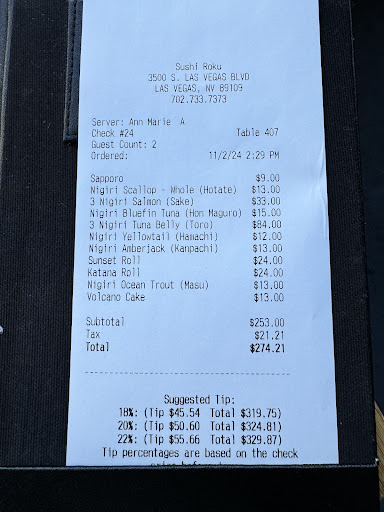 Sushi Roku
3500 S. LAS VEGAS BLVD
LAS VEGAS, NV 89109
702.733.7373
Server: Ann Marie A
Check #24 Table 407
Guest Count: 2
Ordered: 11/2/24 2:29 PM
Sapporo $9.00
Nigiri Scallop - Whole (Hotate) $13.00
3 Nigiri Salmon (Sake) $33.00
Nigiri Bluefin Tuna (Hon Maguro) $15.00
3 Nigiri Tuna Belly (Toro) $84.00
Nigiri Yellowtail (Hamachi) $12.00
Nigiri Amberjack (Kanpachi) $13.00
Sunset Roll $24.00
Katana Roll $24.00
Nigiri Ocean Trout (Masu) $13.00
Volcano Cake $13.00
Subtotal $253.00
Tax $21.21
Total $274.21
Suggested Tip:
18%: (Tip $45.54 Total $319.75)
20%: (Tip $50.60 Total $324.81)
22%: (Tip $55.66 Total $329.87)
Tip percentages are based on the check